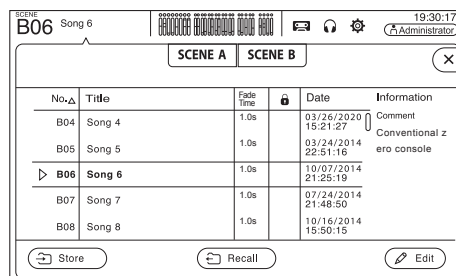 SCENE
B06 Song 6
19:30:17
Administrator
SCENE A SCENE B
No. Title Fade Time Date Information
B04 Song 4 1.0s 03/26/2020 15:21:27
B05 Song 5 1.0s 03/24/2014 22:51:16
B06 Song 6 1.0s 10/07/2014 21:25:19
B07 Song 7 1.0s 07/24/2014 21:48:50
B08 Song 8 1.0s 10/16/2014 15:50:15
Comment
Conventional z
ero console
Store Recall Edit